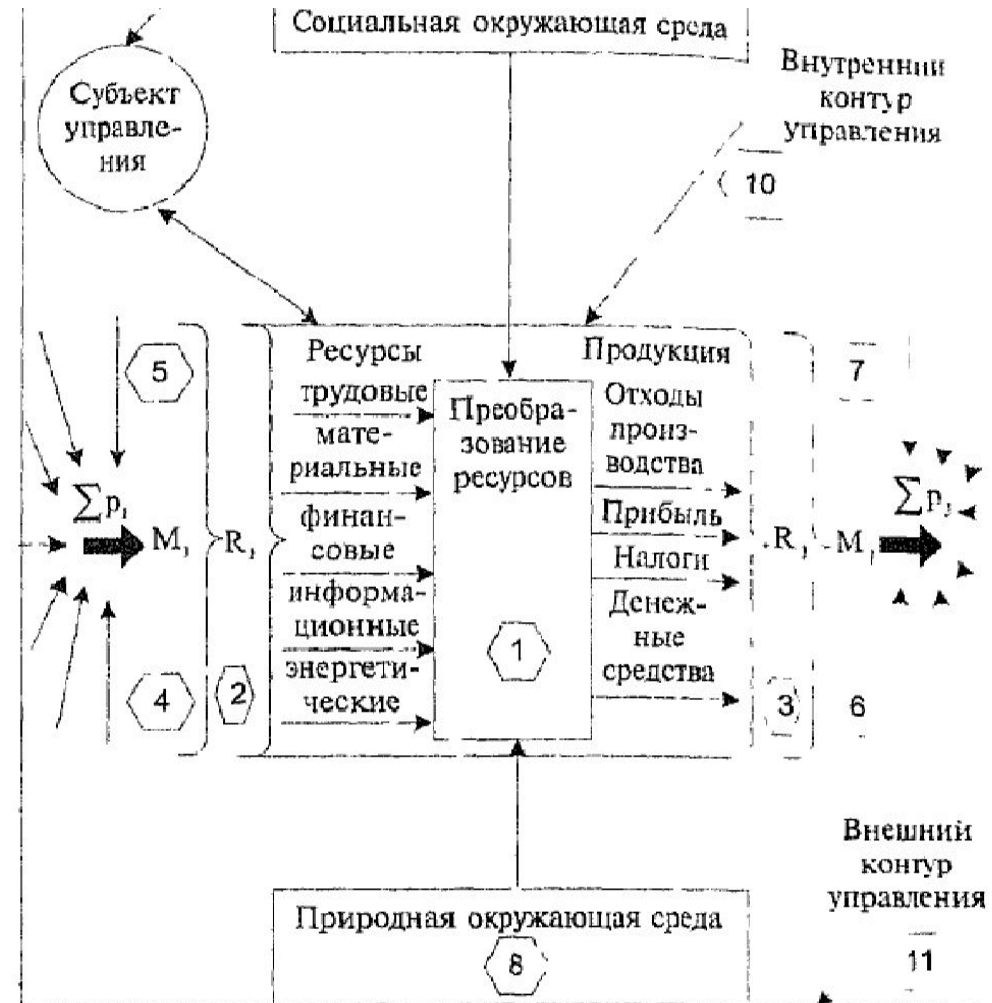 Социальная окружающая среда
Субъект
управле-
ния
Внутренний
контур
управления
10
Ресурсы
трудовые
мате-
риальные
финан-
совые
информа-
ционные
энергети-
ческие
Преобра-
зование
ресурсов
1
Продукция
Отходы
произ-
водства
Прибыль
Налоги
Денеж-
ные
средства
5
∑p
M
R
4
2
7
∑p
R
M
3
6
Внешний
контур
управления
11
Природная окружающая среда
8